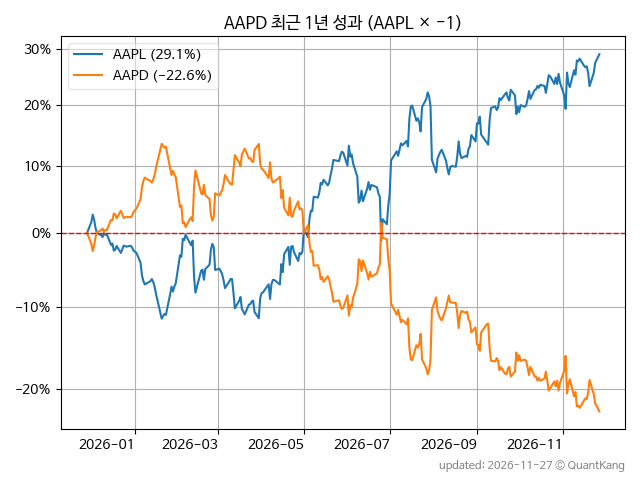 AAPD 최근 1년 성과 (AAPL × −1)
AAPL (29.1%)
AAPD (−22.6%)
30%
20%
10%
0%
−10%
−20%
2026-01 2026-03 2026-05 2026-07 2026-09 2026-11
updated: 2026-11-27 © QuantKang